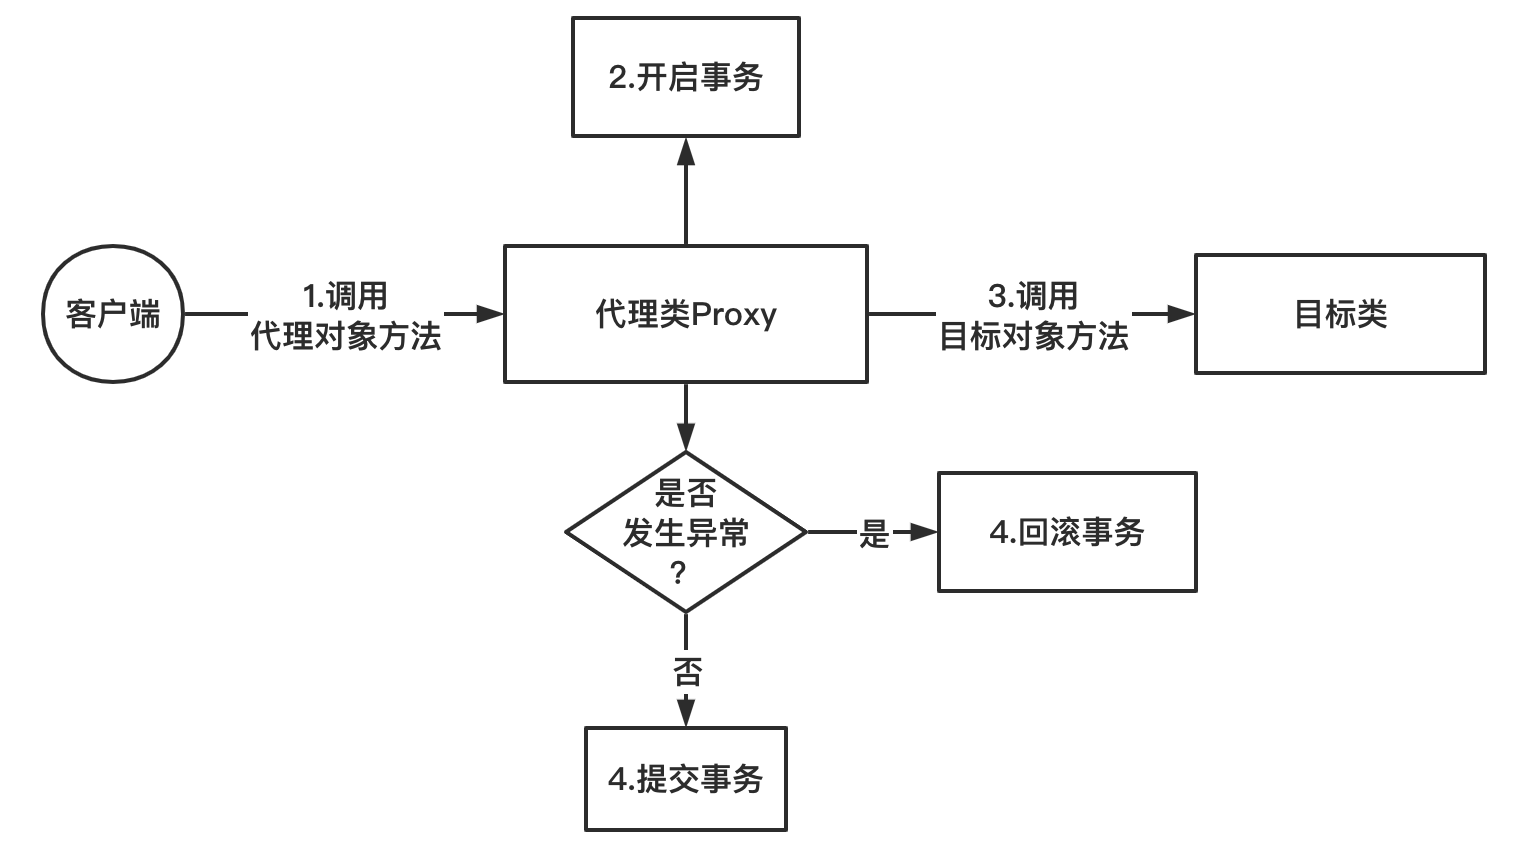 2.开启事务
客户端
1.调用
代理对象方法
代理类Proxy
3.调用
目标对象方法
目标类
是否
发生异常
?
是
4.回滚事务
否
4.提交事务